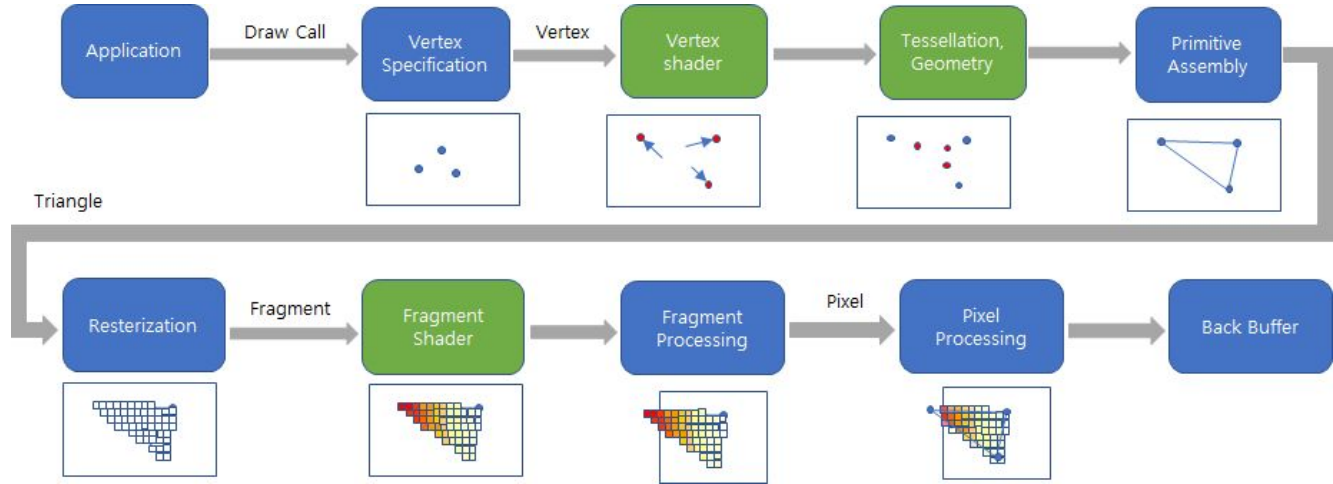 Application
Draw Call
Vertex
Specification
Vertex
Vertex
shader
Tessellation,
Geometry
Primitive
Assembly
Triangle
Resterization
Fragment
Fragment
Shader
Fragment
Processing
Pixel
Pixel
Processing
Back Buffer